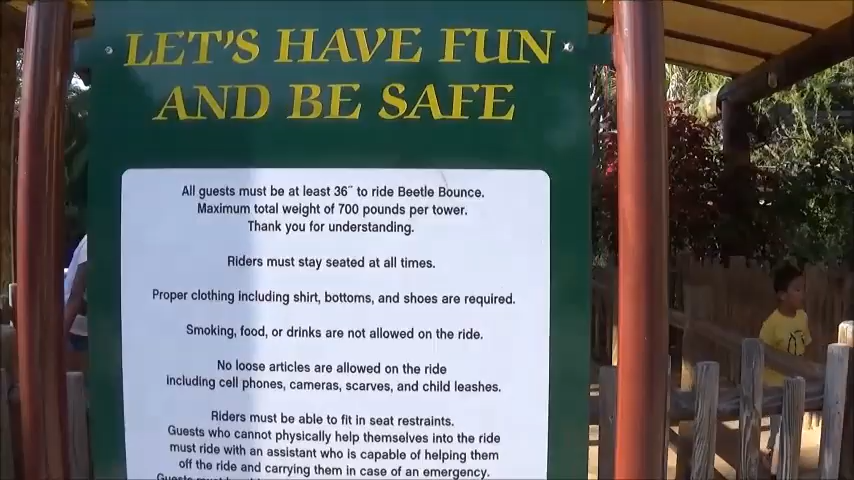 LET'S HAVE FUN
AND BE SAFE
All guests must be at least 36" to ride Beetle Bounce.
Maximum total weight of 700 pounds per tower.
Thank you for understanding.
Riders must stay seated at all times.
Proper clothing including shirt, bottoms, and shoes are required.
Smoking, food, or drinks are not allowed on the ride.
No loose articles are allowed on the ride
including cell phones, cameras, scarves, and child leashes.
Riders must be able to fit in seat restraints.
Guests who cannot physically help themselves into the ride
must ride with an assistant who is capable of helping them
off the ride and carrying them in case of an emergency.
Guests must